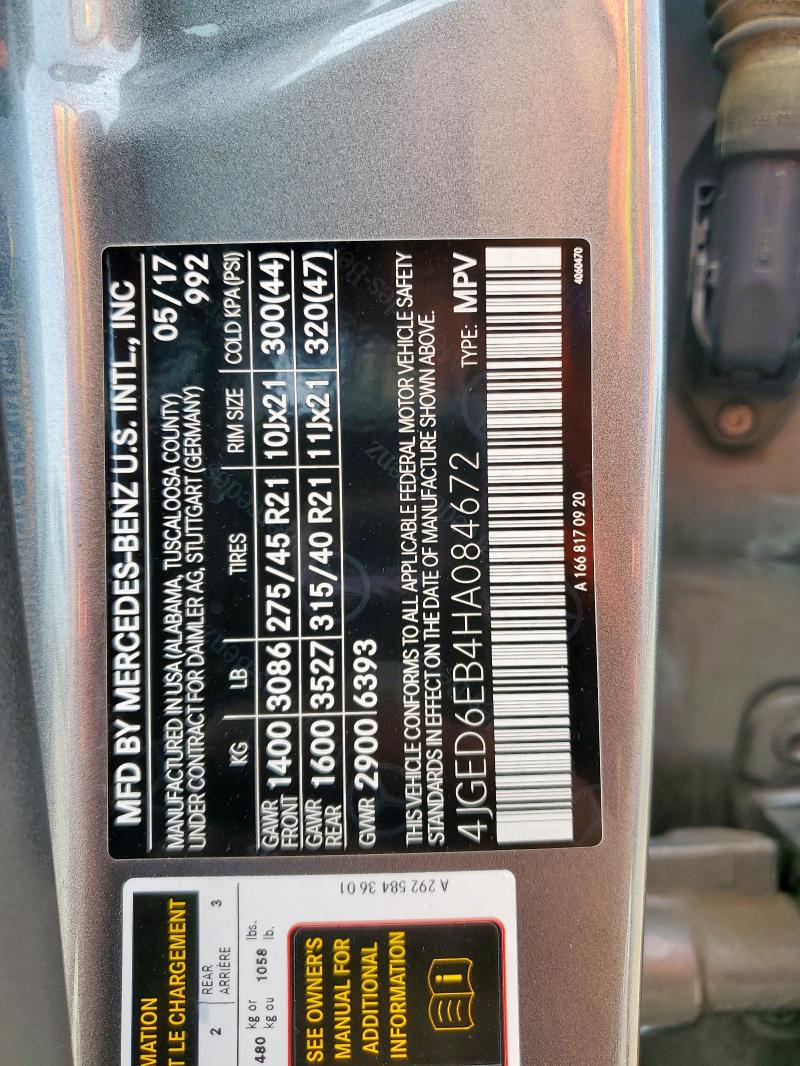 MFD BY MERCEDES-BENZ U.S. INTL., INC
MANUFACTURED IN USA (ALABAMA, TUSCALOOSA COUNTY) 05/17
UNDER CONTRACT FOR DAIMLER AG, STUTTGART (GERMANY) 992
KG LB TIRES RIM SIZE COLD KPA(PSI)
GAWR
FRONT 1400 3086 275/45 R21 10Jx21 300(44)
GAWR
REAR 1600 3527 315/40 R21 11Jx21 320(47)
GVWR 2900 6393
THIS VEHICLE CONFORMS TO ALL APPLICABLE FEDERAL MOTOR VEHICLE SAFETY
STANDARDS IN EFFECT ON THE DATE OF MANUFACTURE SHOWN ABOVE.
4JGED6EB4HA084672 TYPE: MPV
A 166 817 09 20 4060470
MATION
T LE CHARGEMENT
2 REAR 3
ARRIÈRE
480 kg or 1058 lbs.
kg ou lb.
A 292 584 36 01
SEE OWNER'S
MANUAL FOR
ADDITIONAL
INFORMATION